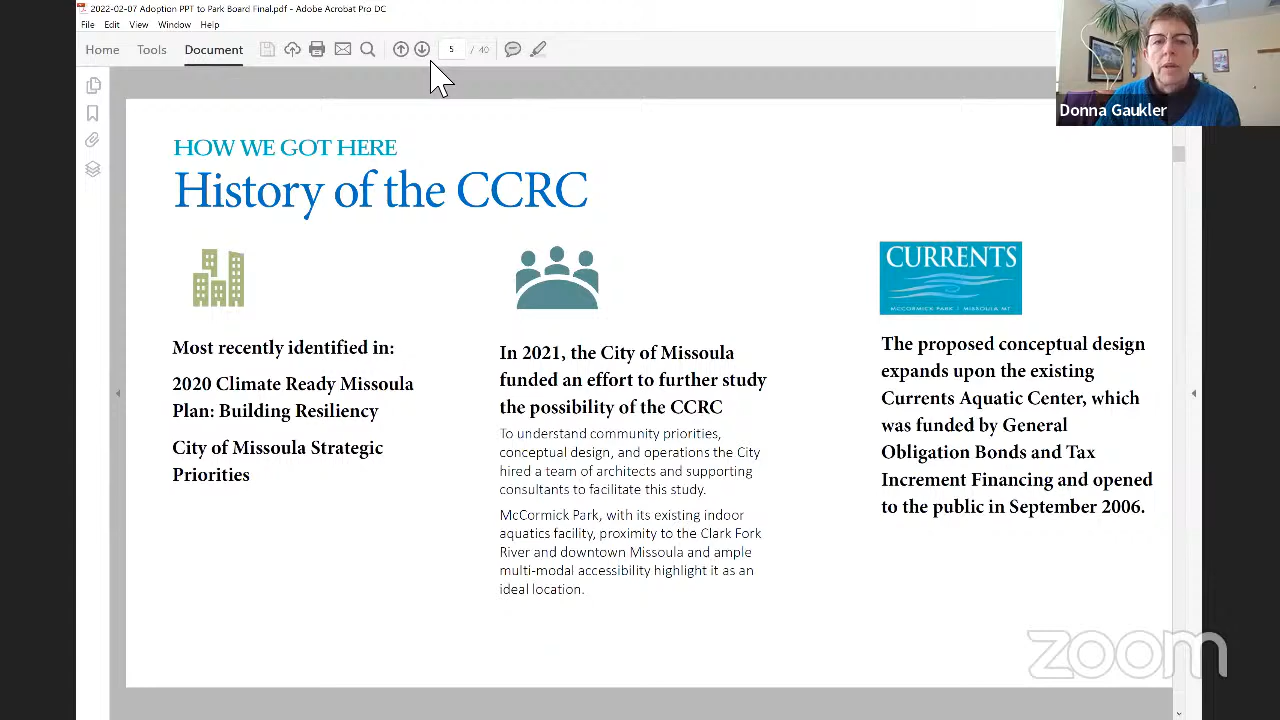 2022-02-07 Adoption PPT to Park Board Final.pdf - Adobe Acrobat Pro DC
File Edit View Window Help
Home Tools Document 5 / 40
Donna Gaukler
HOW WE GOT HERE
History of the CCRC
Most recently identified in:
2020 Climate Ready Missoula
Plan: Building Resiliency
City of Missoula Strategic
Priorities
In 2021, the City of Missoula
funded an effort to further study
the possibility of the CCRC
To understand community priorities,
conceptual design, and operations the City
hired a team of architects and supporting
consultants to facilitate this study.
McCormick Park, with its existing indoor
aquatics facility, proximity to the Clark Fork
River and downtown Missoula and ample
multi-modal accessibility highlight it as an
ideal location.
CURRENTS
MCCORMICK PARK | MISSOULA MT
The proposed conceptual design
expands upon the existing
Currents Aquatic Center, which
was funded by General
Obligation Bonds and Tax
Increment Financing and opened
to the public in September 2006.
zoom